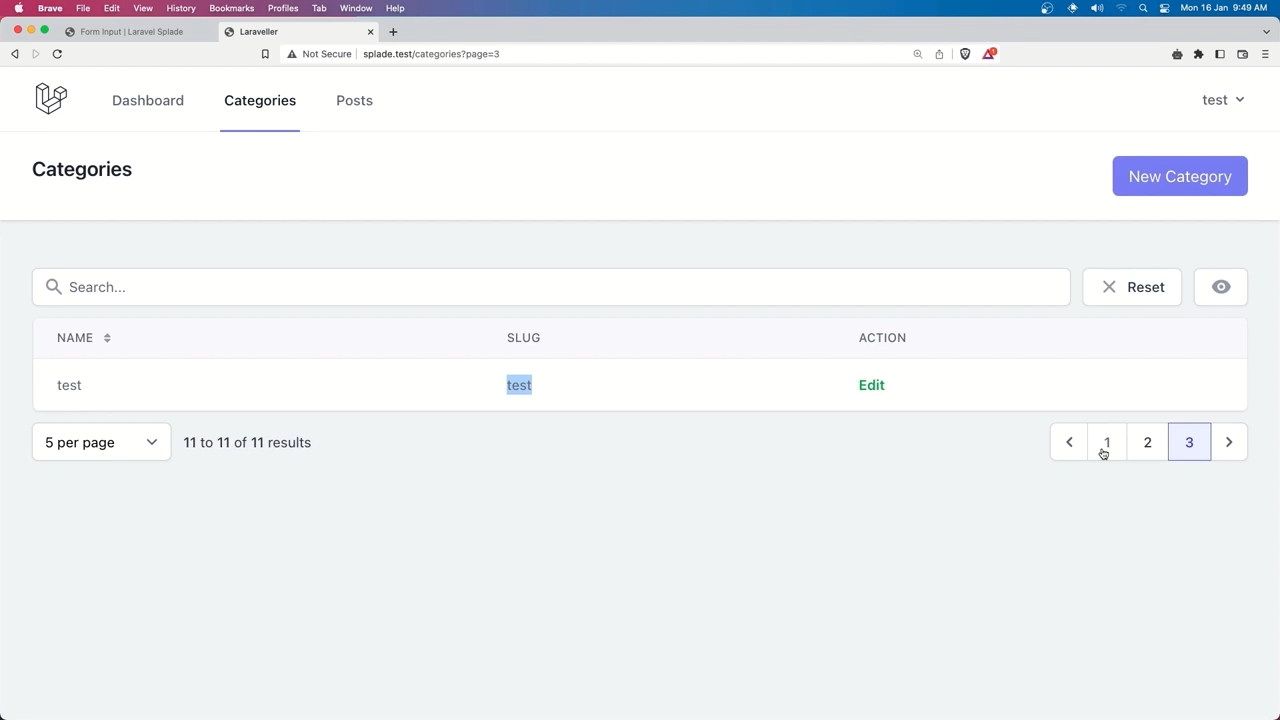 Brave File Edit View History Bookmarks Profiles Tab Window Help Mon 16 Jan 9:49 AM
Form Input | Laravel Splade Laraveller
Not Secure splade.test/categories?page=3
Dashboard Categories Posts test
Categories
New Category
Search... Reset
NAME SLUG ACTION
test test Edit
5 per page 11 to 11 of 11 results 1 2 3